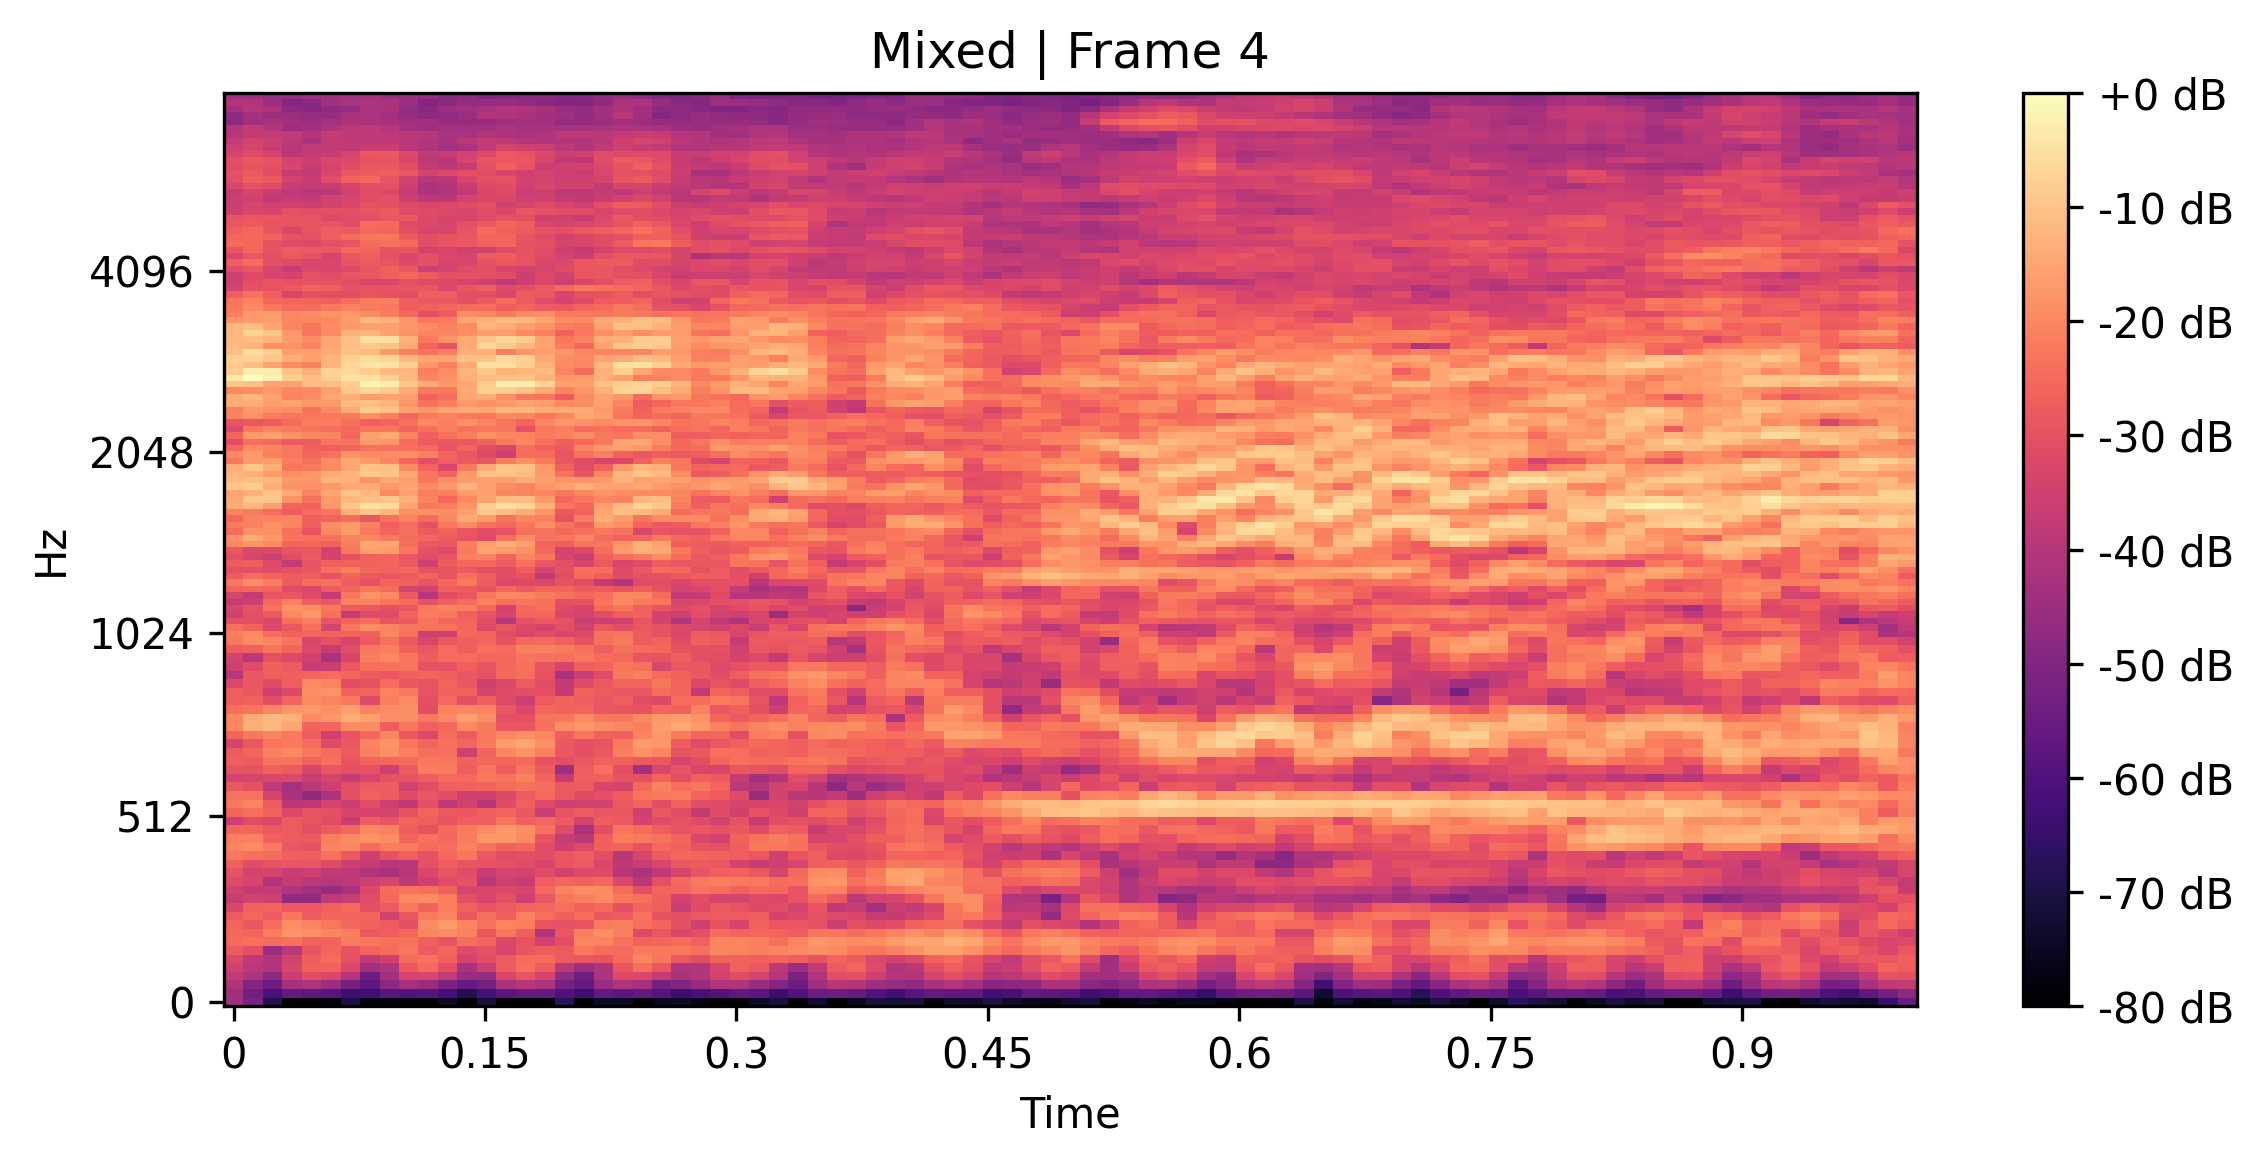 Mixed | Frame 4
+0 dB
-10 dB
-20 dB
-30 dB
-40 dB
-50 dB
-60 dB
-70 dB
-80 dB
Hz
4096
2048
1024
512
0
0 0.15 0.3 0.45 0.6 0.75 0.9
Time